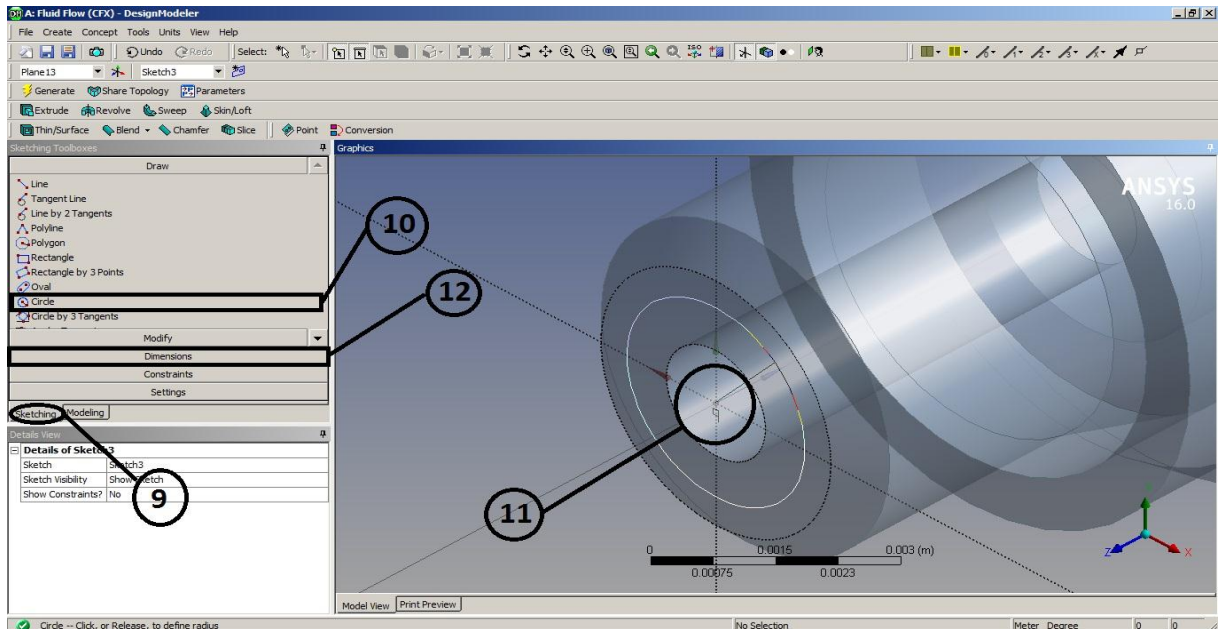 A: Fluid Flow (CFX) - DesignModeler
File Create Concept Tools Units View Help
Undo Redo Select: ISO
Plane13 Sketch3
Generate Share Topology Parameters
Extrude Revolve Sweep Skin/Loft
Thin/Surface Blend Chamfer Slice Point Conversion
Sketching Toolboxes
Draw
Line
Tangent Line
Line by 2 Tangents
Polyline
Polygon
Rectangle
Rectangle by 3 Points
Oval
Circle
Circle by 3 Tangents
Modify
Dimensions
Constraints
Settings
Sketching Modeling
Details View
Details of Sketch3
Sketch Sketch3
Sketch Visibility Show Sketch
Show Constraints? No
9
Graphics
ANSYS
16.0
10
12
11
0 0.0015 0.003 (m)
0.00075 0.0023
Y
Z X
Model View Print Preview
Circle -- Click, or Release, to define radius No Selection Meter Degree 0 0